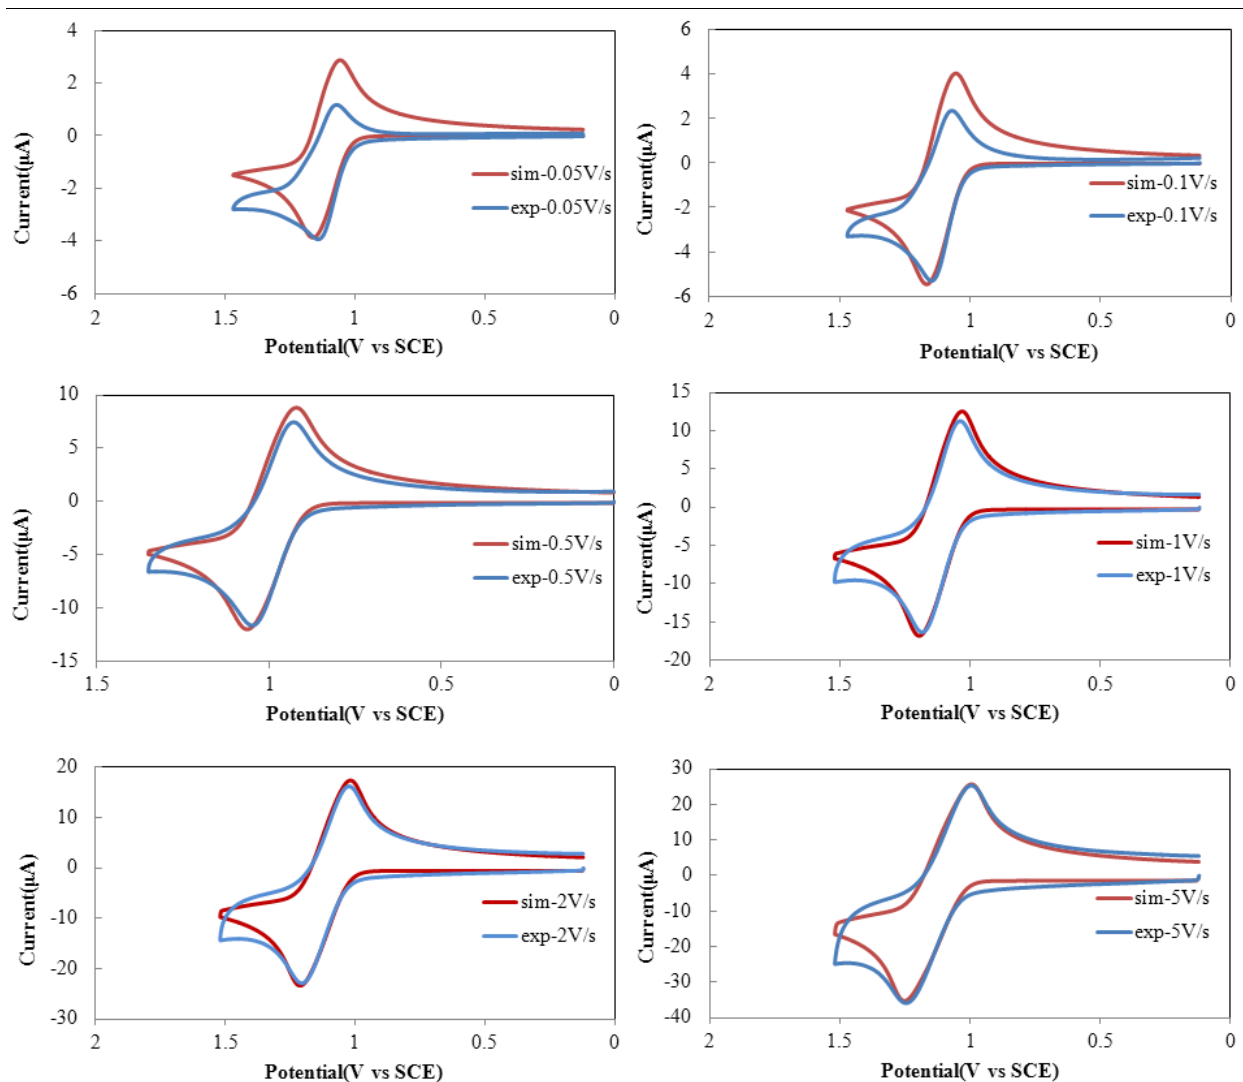 4
2
0
-2
-4
-6
2
1.5
1
0.5
0
Current(μA)
Potential(V vs SCE)
sim-0.05V/s
exp-0.05V/s
6
4
2
0
-2
-4
-6
2
1.5
1
0.5
0
Current(μA)
Potential(V vs SCE)
sim-0.1V/s
exp-0.1V/s
10
5
0
-5
-10
-15
1.5
1
0.5
0
Current(μA)
Potential(V vs SCE)
sim-0.5V/s
exp-0.5V/s
15
10
5
0
-5
-10
-15
-20
2
1.5
1
0.5
0
Current(μA)
Potential(V vs SCE)
sim-1V/s
exp-1V/s
20
10
0
-10
-20
-30
2
1.5
1
0.5
0
Current(μA)
Potential(V vs SCE)
sim-2V/s
exp-2V/s
30
20
10
0
-10
-20
-30
-40
2
1.5
1
0.5
0
Current(μA)
Potential(V vs SCE)
sim-5V/s
exp-5V/s